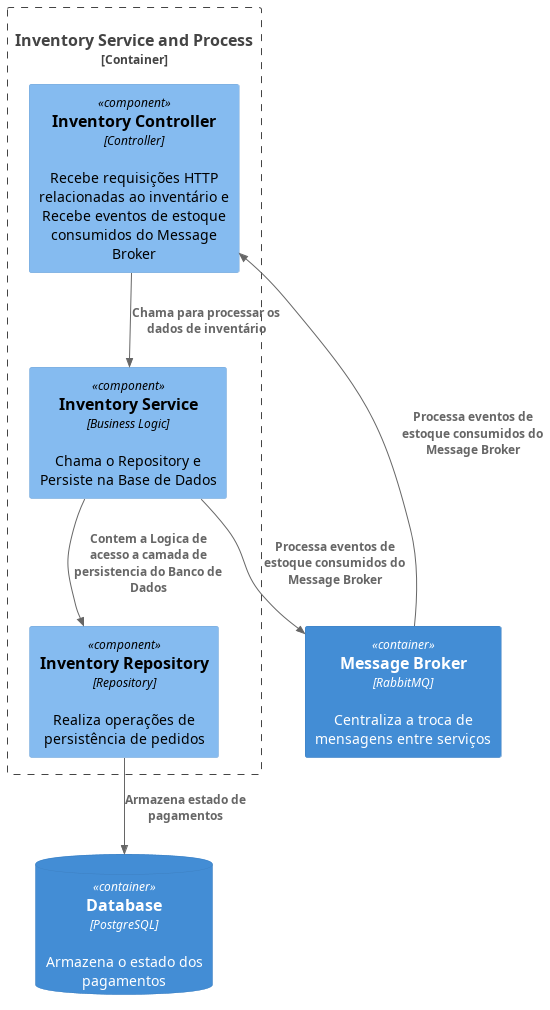 Inventory Service and Process
[Container]
«component»
Inventory Controller
[Controller]
Recebe requisições HTTP
relacionadas ao inventário e
Recebe eventos de estoque
consumidos do Message
Broker
Chama para processar os
dados de inventário
«component»
Inventory Service
[Business Logic]
Chama o Repository e
Persiste na Base de Dados
Processa eventos de
estoque consumidos do
Message Broker
Contem a Logica de
acesso a camada de
persistencia do Banco de
Dados
Processa eventos de
estoque consumidos do
Message Broker
«component»
Inventory Repository
[Repository]
Realiza operações de
persistência de pedidos
«container»
Message Broker
[RabbitMQ]
Centraliza a troca de
mensagens entre serviços
Armazena estado de
pagamentos
«container»
Database
[PostgreSQL]
Armazena o estado dos
pagamentos